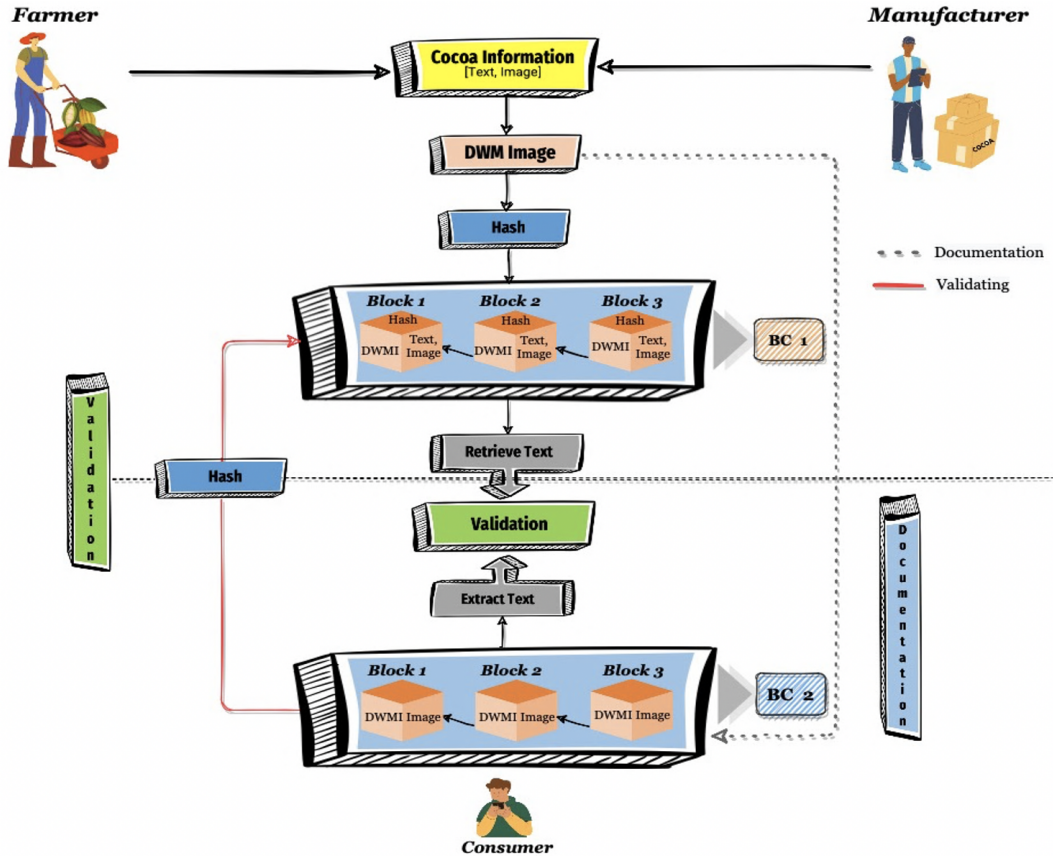 Farmer
Manufacturer
Cocoa Information
[Text, Image]
DWM Image
Hash
COCOA
Documentation
Validating
Block 1
Block 2
Block 3
Hash
Hash
Hash
DWMI
Text,
Image
DWMI
Text,
Image
DWMI
Text,
Image
BC 1
Validation
Retrieve Text
Hash
Validation
Documentation
Extract Text
Block 1
Block 2
Block 3
DWMI Image
DWMI Image
DWMI Image
BC 2
Consumer